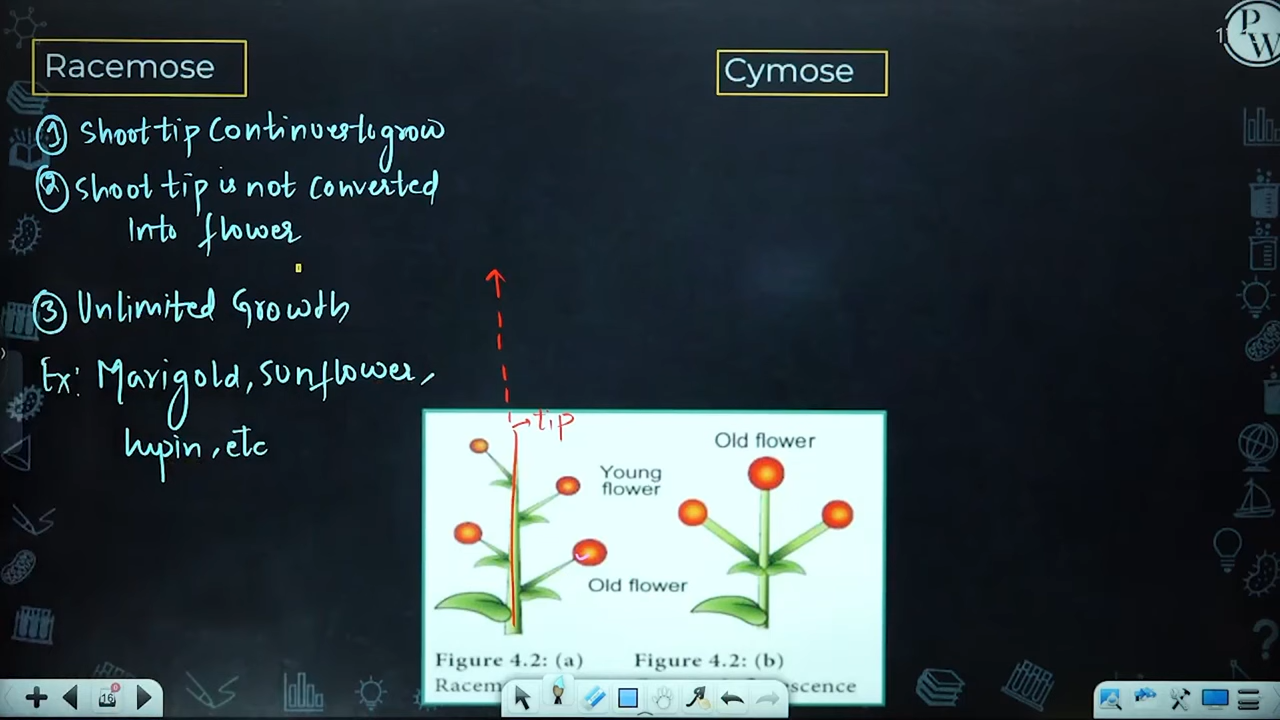 Racemose
① Shoot tip Continues to grow
② Shoot tip is not Converted
Into flower
③ Unlimited Growth
Ex: Marigold, Sunflower,
lupin, etc
Cymose
PW
tip
Young
flower
Old flower
Old flower
Figure 4.2: (a)
Racem
Figure 4.2: (b)
scence
16